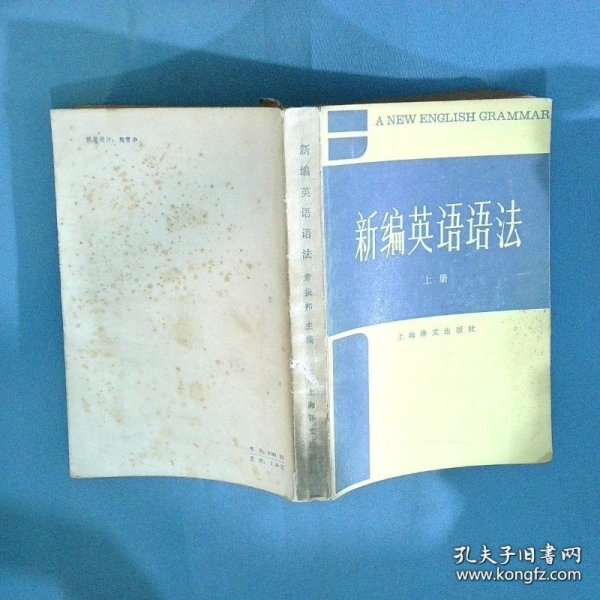 A NEW ENGLISH GRAMMAR
新编英语语法
上册
上海译文出版社
新编英语语法
章振邦主编
上海译文
孔夫子旧书网
www.kongfz.com